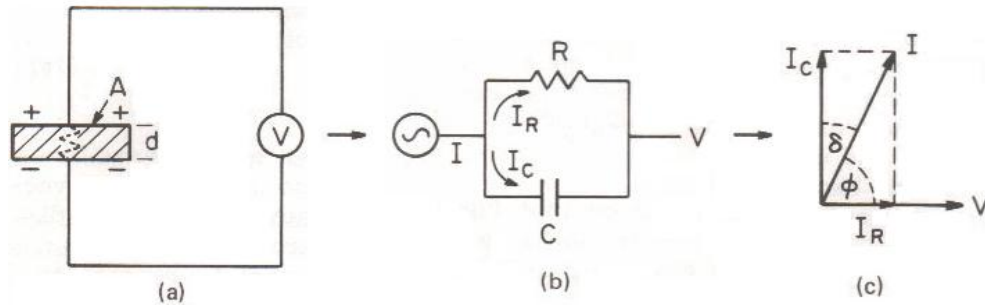 A
+ +
d
- -
V
(a)
R
I_R
I
I_C
C
V
(b)
I_C
I
δ
φ
I_R
V
(c)